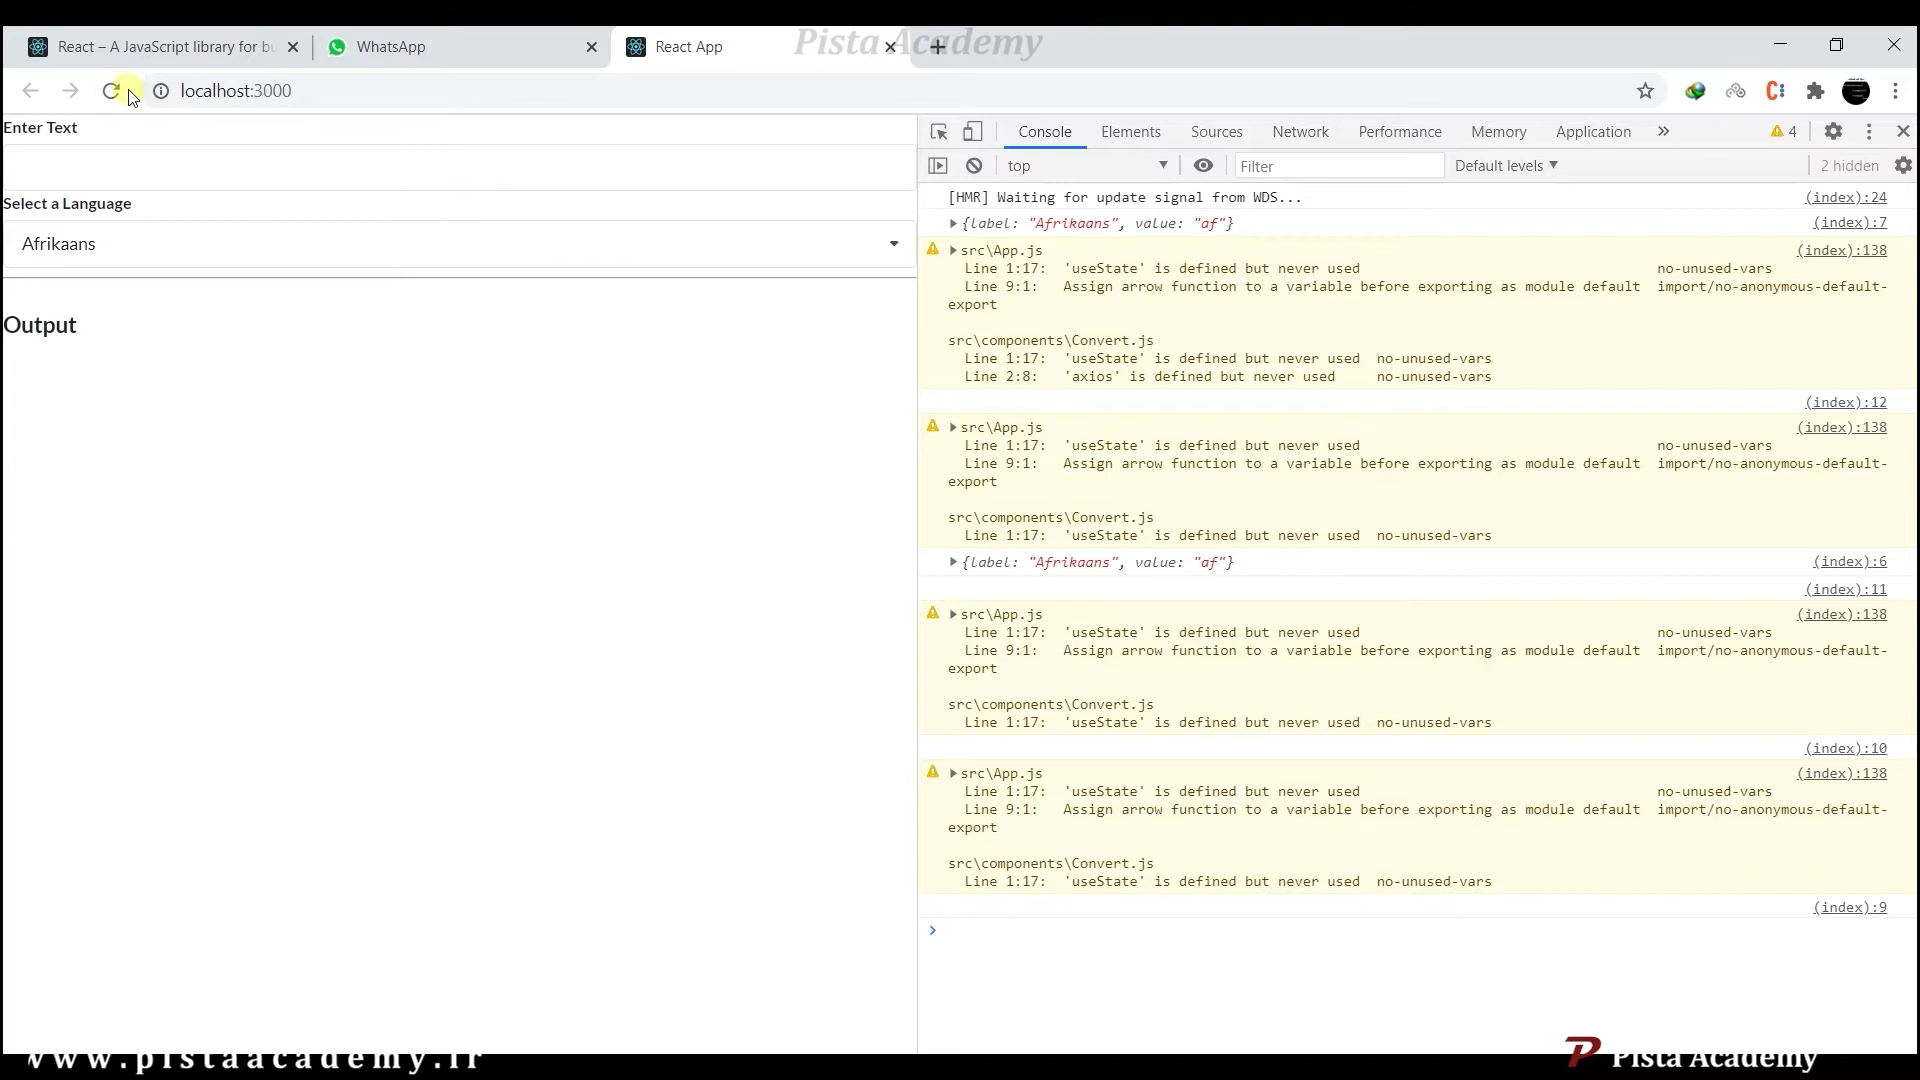 React – A JavaScript library for bu
WhatsApp
React App
Pista Academy
localhost:3000
Enter Text
Select a Language
Afrikaans
Output
Console Elements Sources Network Performance Memory Application » 4
top Filter Default levels 2 hidden
[HMR] Waiting for update signal from WDS... (index):24
{label: "Afrikaans", value: "af"} (index):7
src\App.js (index):138
Line 1:17: 'useState' is defined but never used no-unused-vars
Line 9:1: Assign arrow function to a variable before exporting as module default import/no-anonymous-default-
export
src\components\Convert.js
Line 1:17: 'useState' is defined but never used no-unused-vars
Line 2:8: 'axios' is defined but never used no-unused-vars
(index):12
src\App.js (index):138
Line 1:17: 'useState' is defined but never used no-unused-vars
Line 9:1: Assign arrow function to a variable before exporting as module default import/no-anonymous-default-
export
src\components\Convert.js
Line 1:17: 'useState' is defined but never used no-unused-vars
{label: "Afrikaans", value: "af"} (index):6
(index):11
src\App.js (index):138
Line 1:17: 'useState' is defined but never used no-unused-vars
Line 9:1: Assign arrow function to a variable before exporting as module default import/no-anonymous-default-
export
src\components\Convert.js
Line 1:17: 'useState' is defined but never used no-unused-vars
(index):10
src\App.js (index):138
Line 1:17: 'useState' is defined but never used no-unused-vars
Line 9:1: Assign arrow function to a variable before exporting as module default import/no-anonymous-default-
export
src\components\Convert.js
Line 1:17: 'useState' is defined but never used no-unused-vars
(index):9
www.pistaacademy.ir
Pista Academy